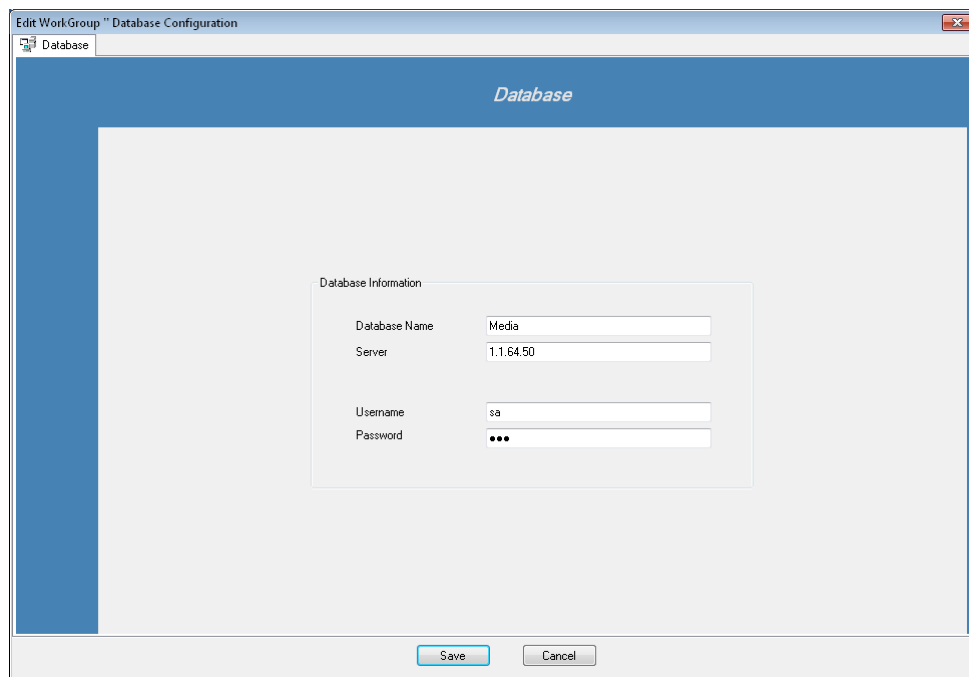 Edit WorkGroup '' Database Configuration
Database
Database
Database Information
Database Name Media
Server 1.1.64.50
Username sa
Password •••
Save Cancel